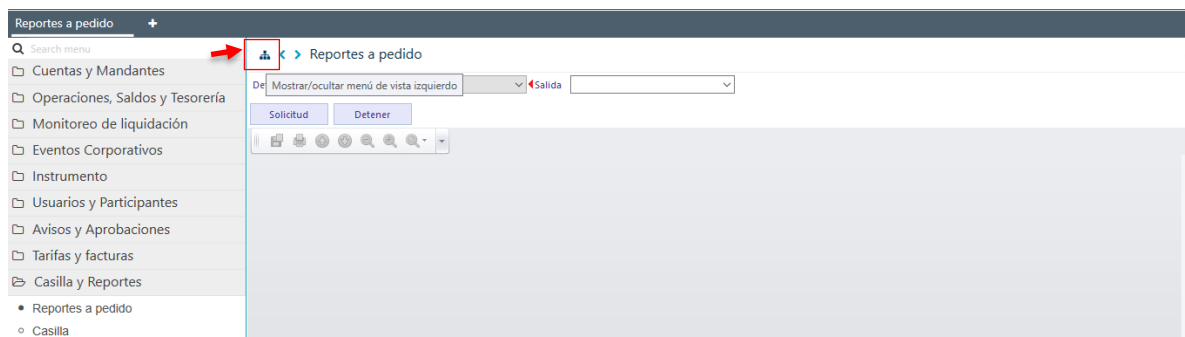 Reportes a pedido +
Search menu
Cuentas y Mandantes
Operaciones, Saldos y Tesorería
Monitoreo de liquidación
Eventos Corporativos
Instrumento
Usuarios y Participantes
Avisos y Aprobaciones
Tarifas y facturas
Casilla y Reportes
Reportes a pedido
Casilla
Reportes a pedido
De
Mostrar/ocultar menú de vista izquierdo
Salida
Solicitud Detener